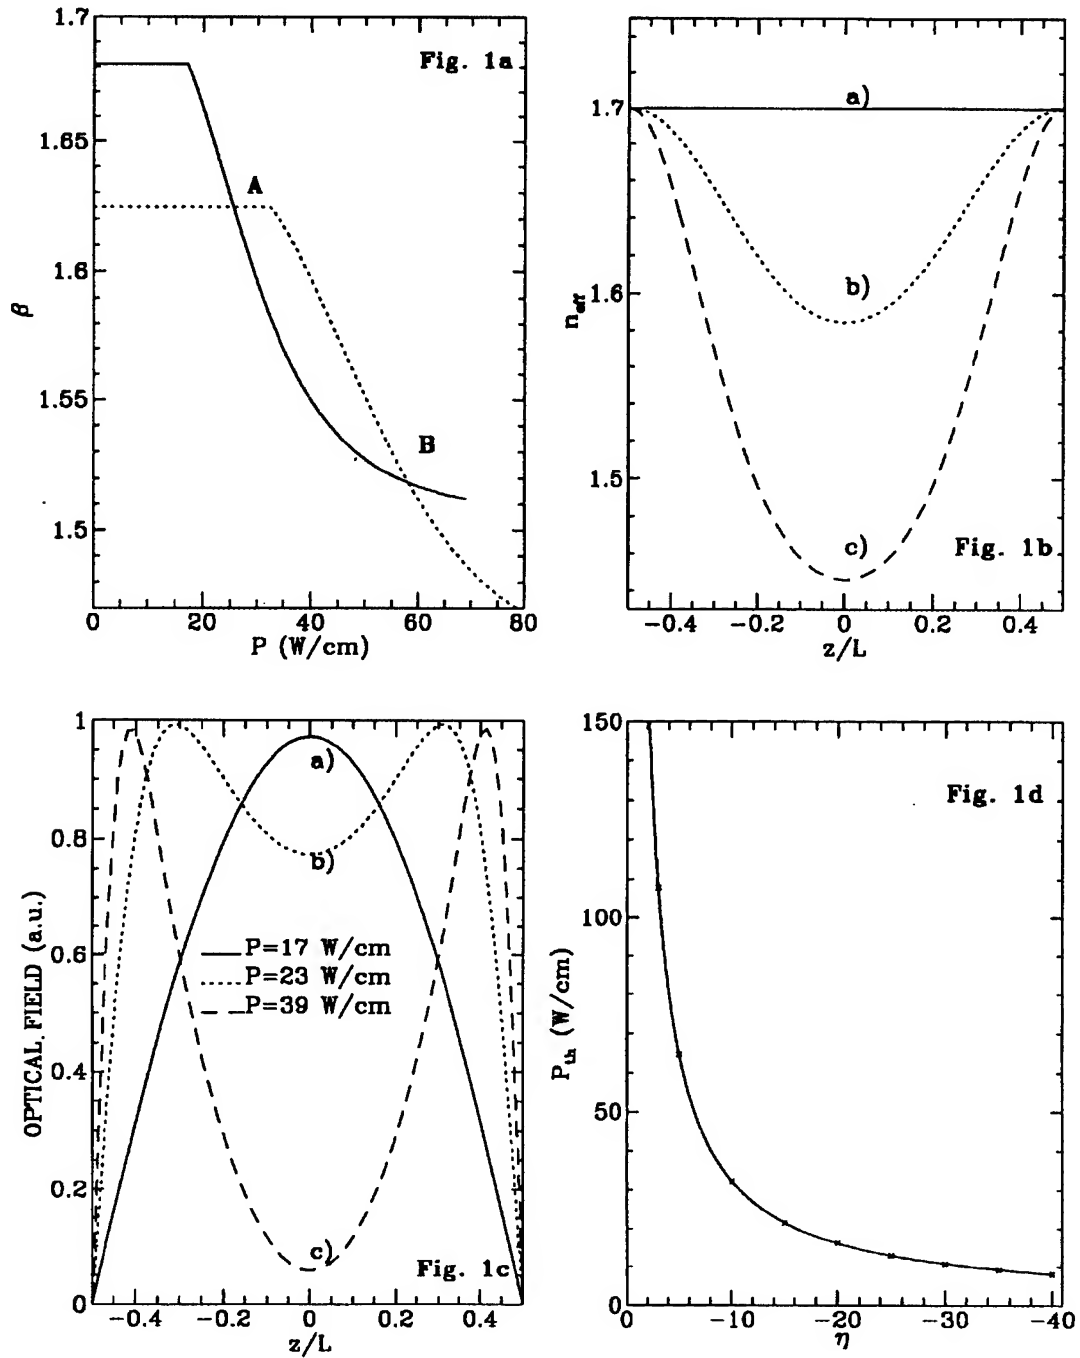 1.7
1.65
1.6
1.55
1.5
β
Fig. 1a
A
B
0 20 40 60 80
P (W/cm)
1.7
1.6
1.5
n_eff
a)
b)
c)
Fig. 1b
−0.4 −0.2 0 0.2 0.4
z/L
1
0.8
0.6
0.4
0.2
0
OPTICAL FIELD (a.u.)
a)
b)
P=17 W/cm
P=23 W/cm
P=39 W/cm
c)
Fig. 1c
−0.4 −0.2 0 0.2 0.4
z/L
150
100
50
0
P_th (W/cm)
Fig. 1d
0 −10 −20 −30 −40
η